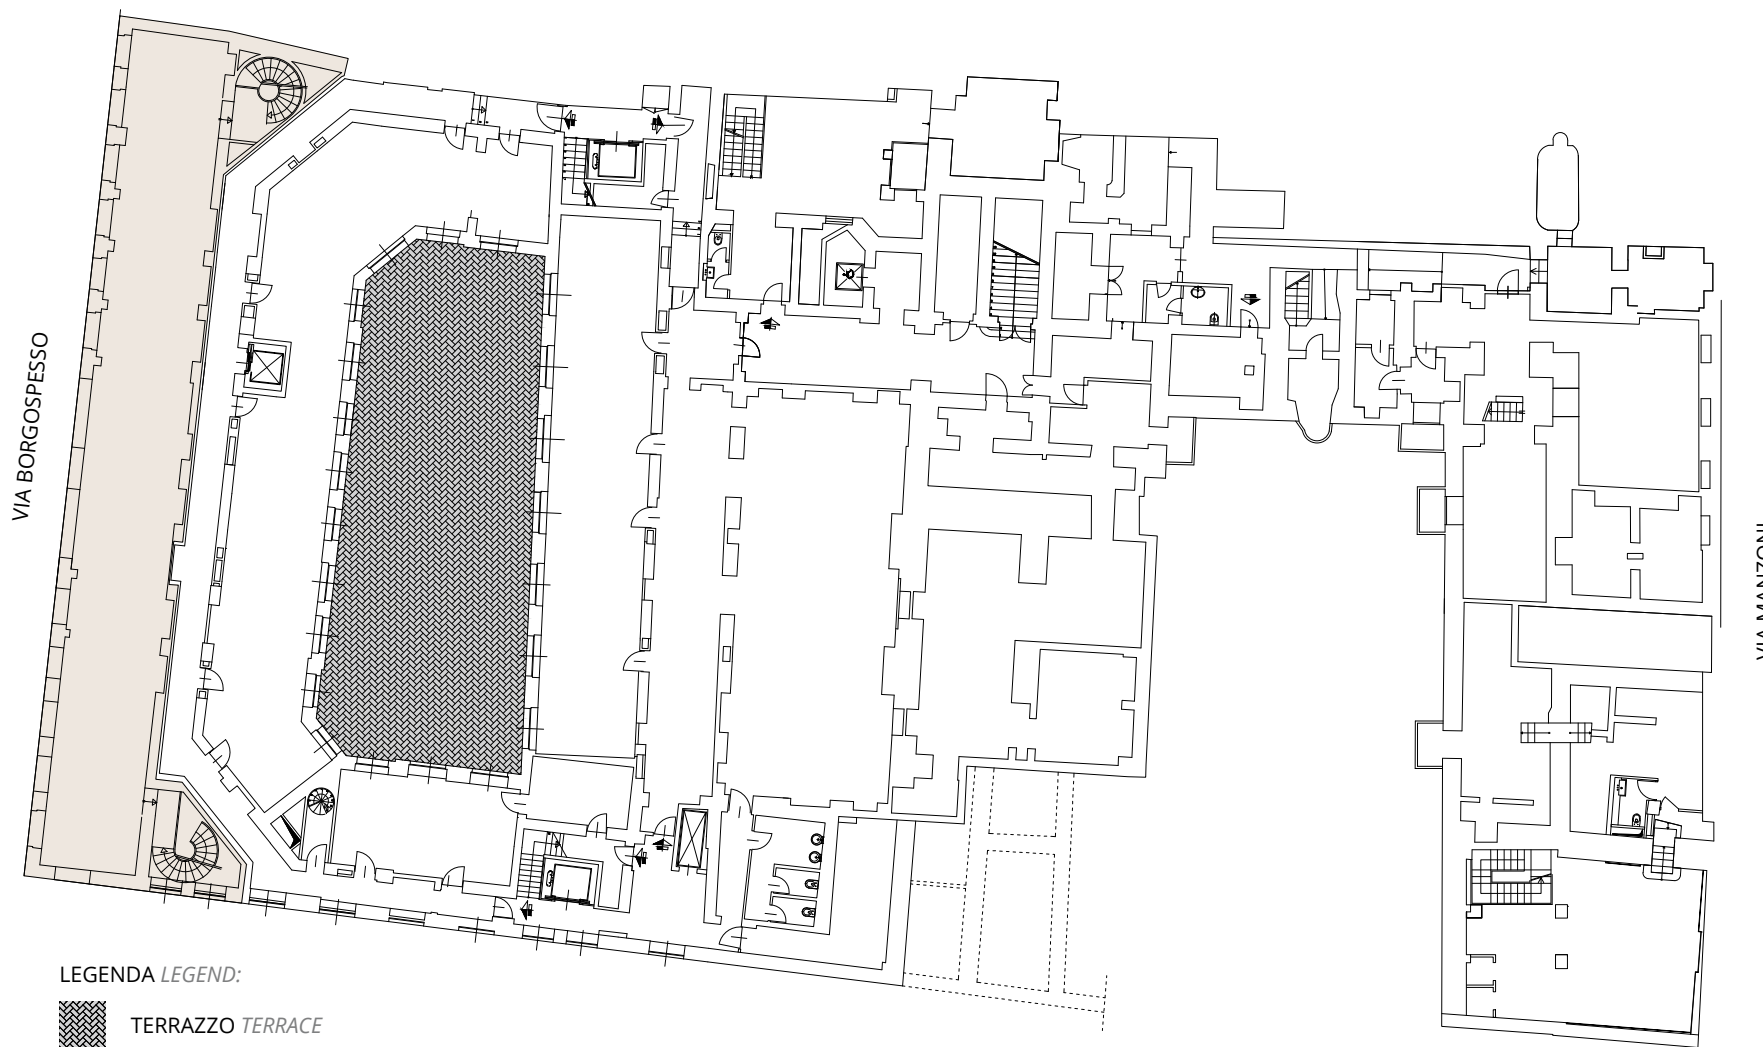 VIA BORGOSPESSO
VIA MANZONI
LEGENDA LEGEND:
TERRAZZO TERRACE